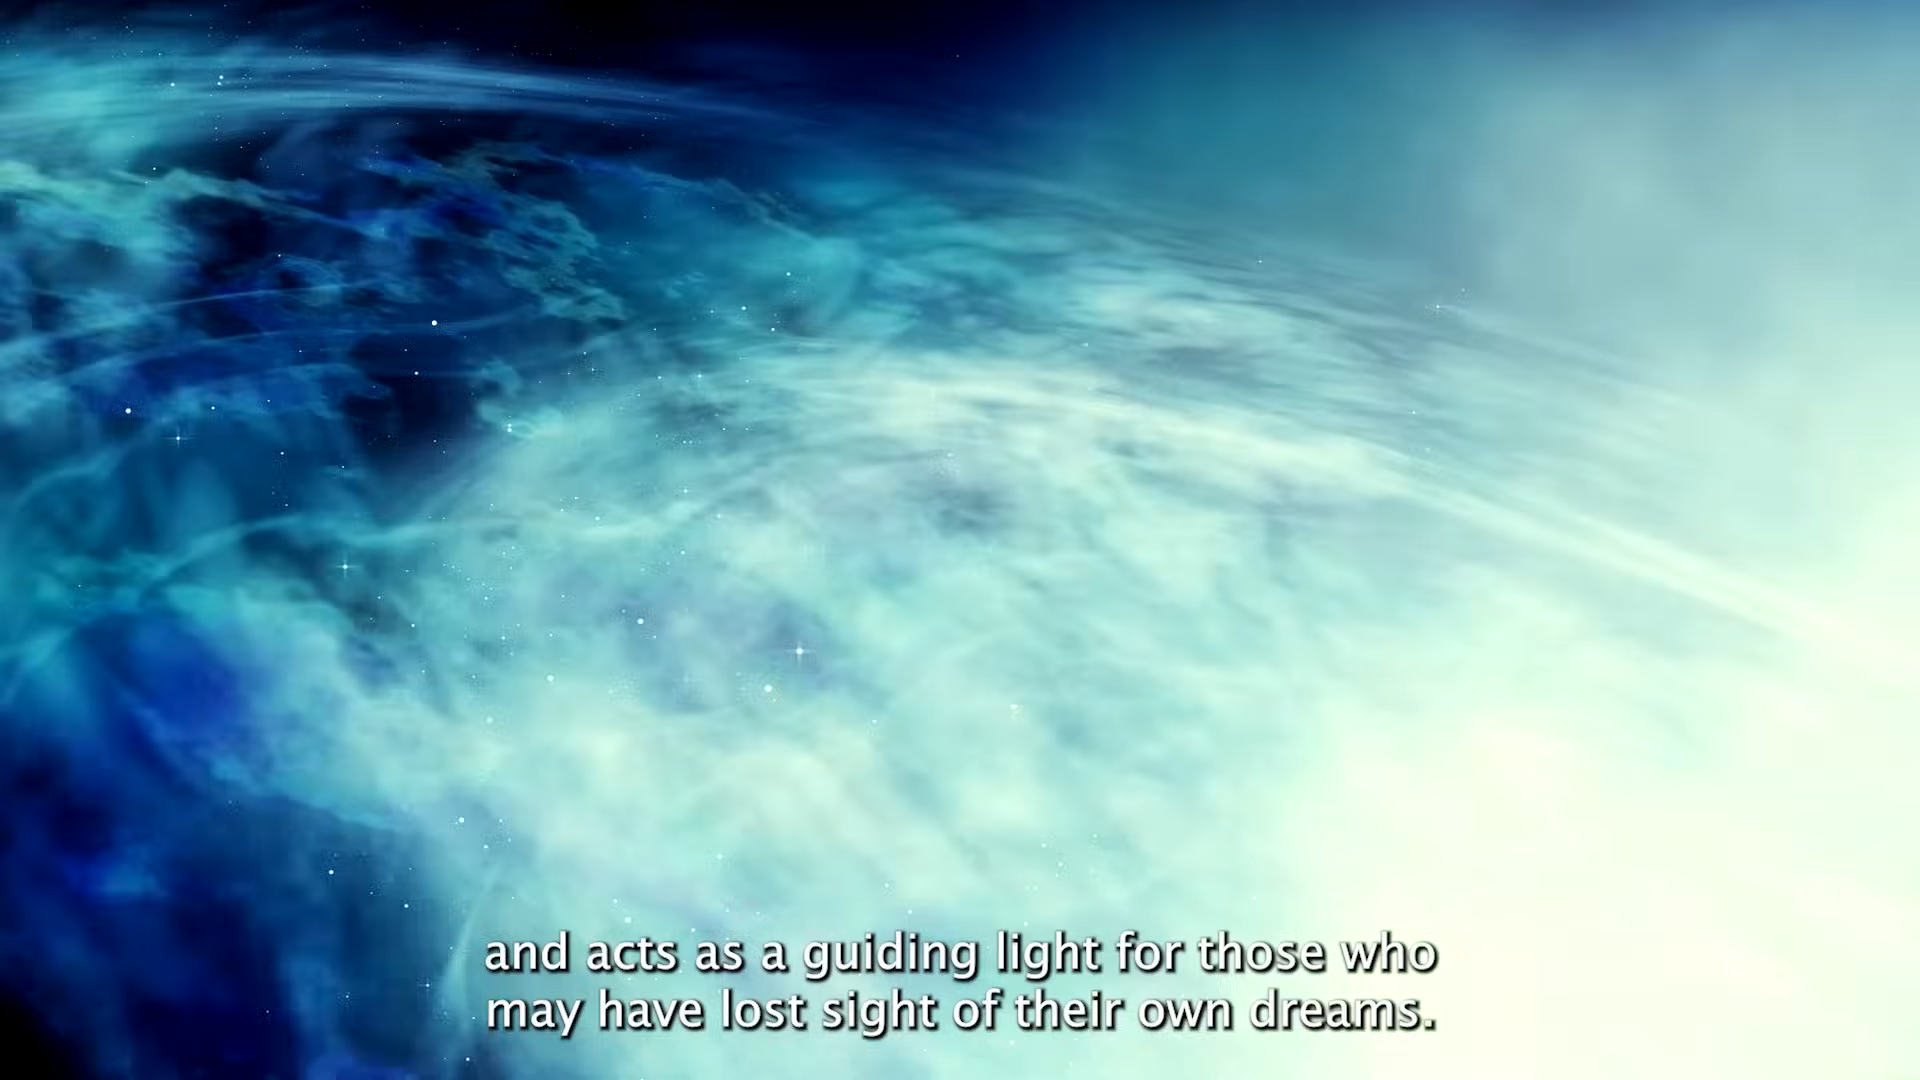 and acts as a guiding light for those who
may have lost sight of their own dreams.